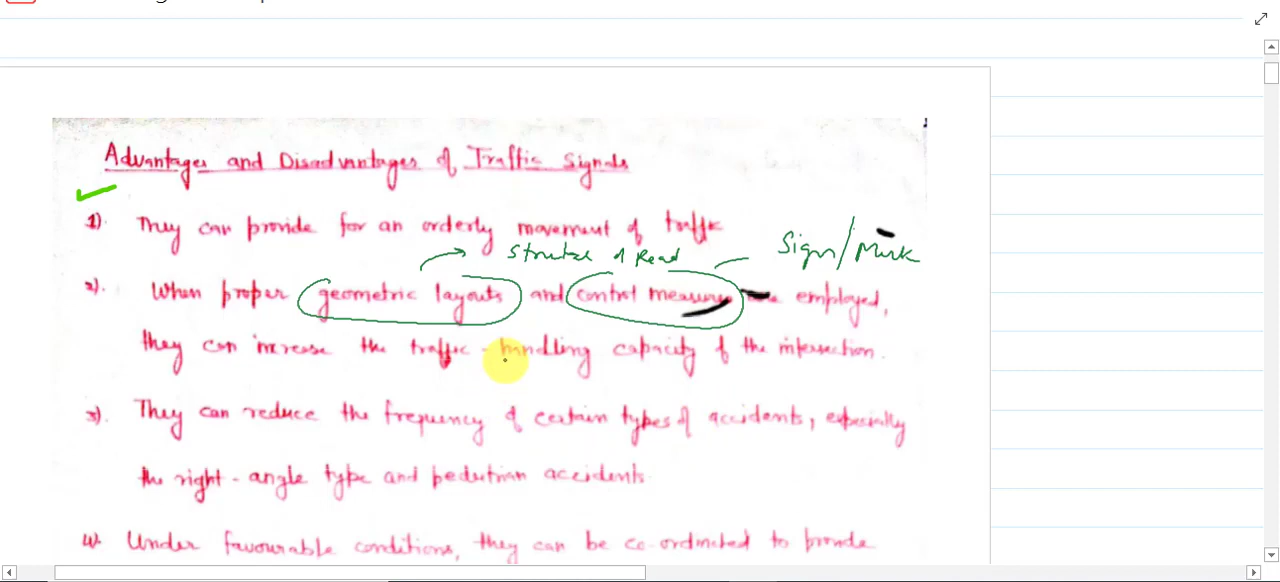 Advantages and Disadvantages of Traffic Signals
1). They can provide for an orderly movement of traffic
Sign/Mark
of Road
2). When proper geometric layouts and control measures are employed,
they can increase the traffic - handling capacity of the intersection.
3). They can reduce the frequency of certain types of accidents, especially
the right - angle type and pedestrian accidents
Under favourable conditions, they can be co-ordinated to provide